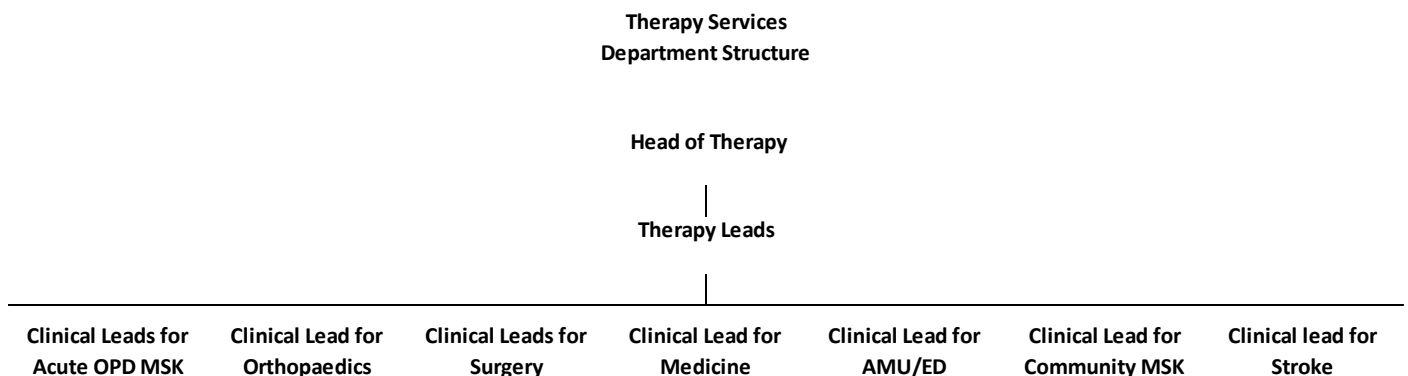 Therapy Services
Department Structure
Head of Therapy
Therapy Leads
Clinical Leads for
Acute OPD MSK
Clinical Lead for
Orthopaedics
Clinical Leads for
Surgery
Clinical Lead for
Medicine
Clinical Lead for
AMU/ED
Clinical Lead for
Community MSK
Clinical lead for
Stroke